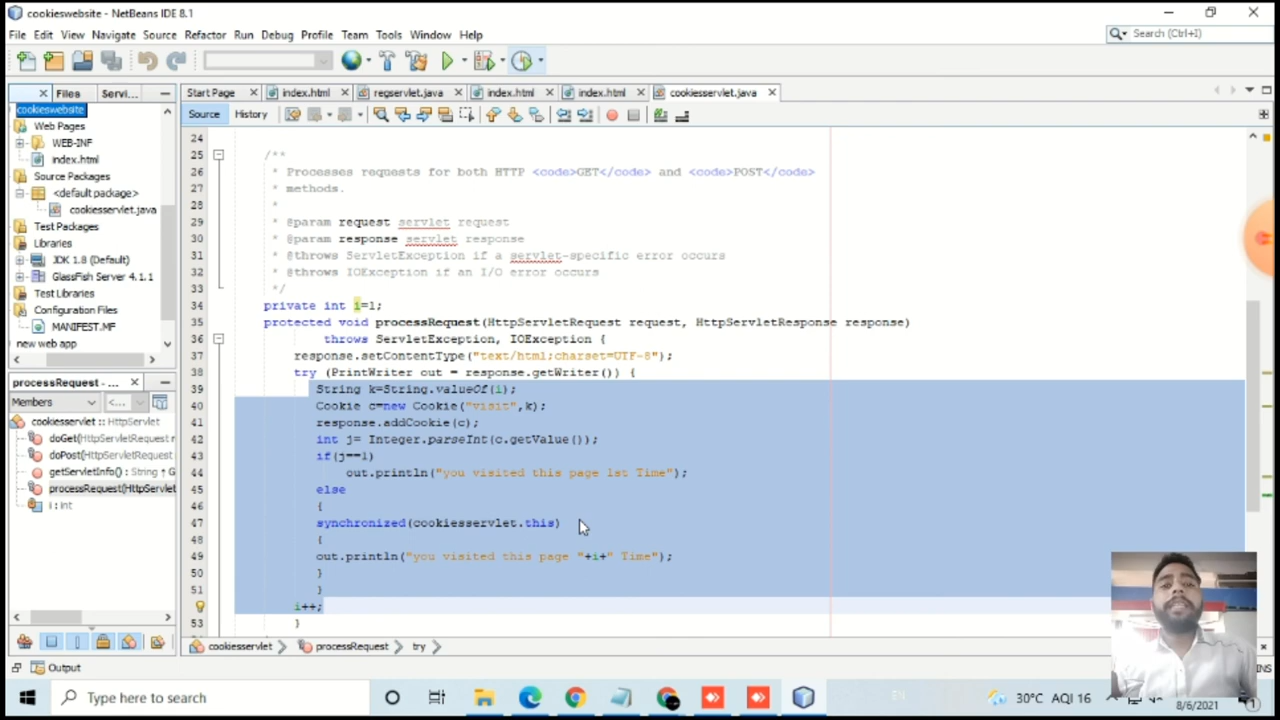 cookieswebsite - NetBeans IDE 8.1
File Edit View Navigate Source Refactor Run Debug Profile Team Tools Window Help
Search (Ctrl+I)
Files Servi...
Start Page index.html regservlet.java index.html index.html cookiesservlet.java
cookieswebsite
Web Pages
WEB-INF
index.html
Source Packages
<default package>
cookiesservlet.java
Test Packages
Libraries
JDK 1.8 (Default)
GlassFish Server 4.1.1
Test Libraries
Configuration Files
MANIFEST.MF
new web app
processRequest - ...
Members <...
cookiesservlet :: HttpServlet
doGet(HttpServletRequest r
doPost(HttpServletRequest
getServletInfo() : String
processRequest(HttpServlet
i : int
Source History
24
25 /**
26 * Processes requests for both HTTP <code>GET</code> and <code>POST</code>
27 * methods.
28 *
29 * @param request servlet request
30 * @param response servlet response
31 * @throws ServletException if a servlet-specific error occurs
32 * @throws IOException if an I/O error occurs
33 */
34 private int i=1;
35 protected void processRequest(HttpServletRequest request, HttpServletResponse response)
36 throws ServletException, IOException {
37 response.setContentType("text/html;charset=UTF-8");
38 try (PrintWriter out = response.getWriter()) {
39 String k=String.valueOf(i);
40 Cookie c=new Cookie("visit",k);
41 response.addCookie(c);
42 int j= Integer.parseInt(c.getValue());
43 if(j==1)
44 out.println("you visited this page 1st Time");
45 else
46 {
47 synchronized(cookiesservlet.this)
48 {
49 out.println("you visited this page "+i+" Time");
50 }
51 }
i++;
53 }
cookiesservlet processRequest try
Output
INS
Type here to search
30°C AQI 16
8/6/2021